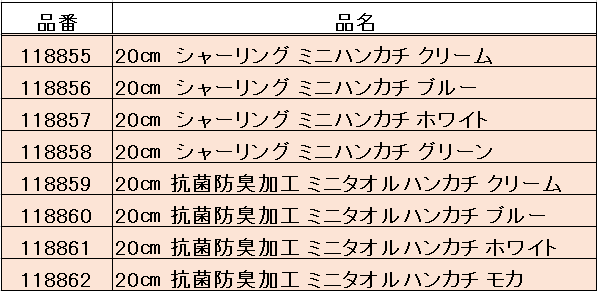 品番 品名
118855 20㎝ シャーリング ミニハンカチ クリーム
118856 20㎝ シャーリング ミニハンカチ ブルー
118857 20㎝ シャーリング ミニハンカチ ホワイト
118858 20㎝ シャーリング ミニハンカチ グリーン
118859 20㎝ 抗菌防臭加工 ミニタオルハンカチ クリーム
118860 20㎝ 抗菌防臭加工 ミニタオルハンカチ ブルー
118861 20㎝ 抗菌防臭加工 ミニタオルハンカチ ホワイト
118862 20㎝ 抗菌防臭加工 ミニタオルハンカチ モカ